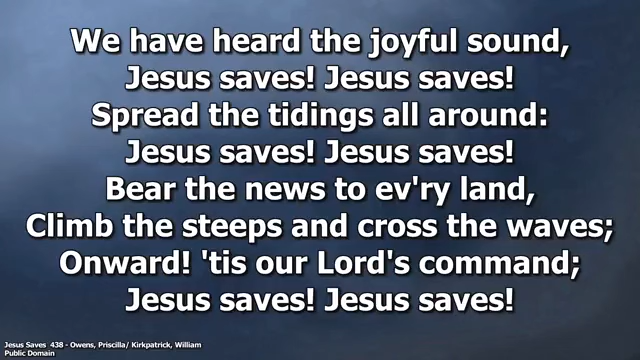 We have heard the joyful sound,
Jesus saves! Jesus saves!
Spread the tidings all around:
Jesus saves! Jesus saves!
Bear the news to ev'ry land,
Climb the steeps and cross the waves;
Onward! 'tis our Lord's command;
Jesus saves! Jesus saves!
Jesus Saves 438 - Owens, Priscilla/ Kirkpatrick, William
Public Domain